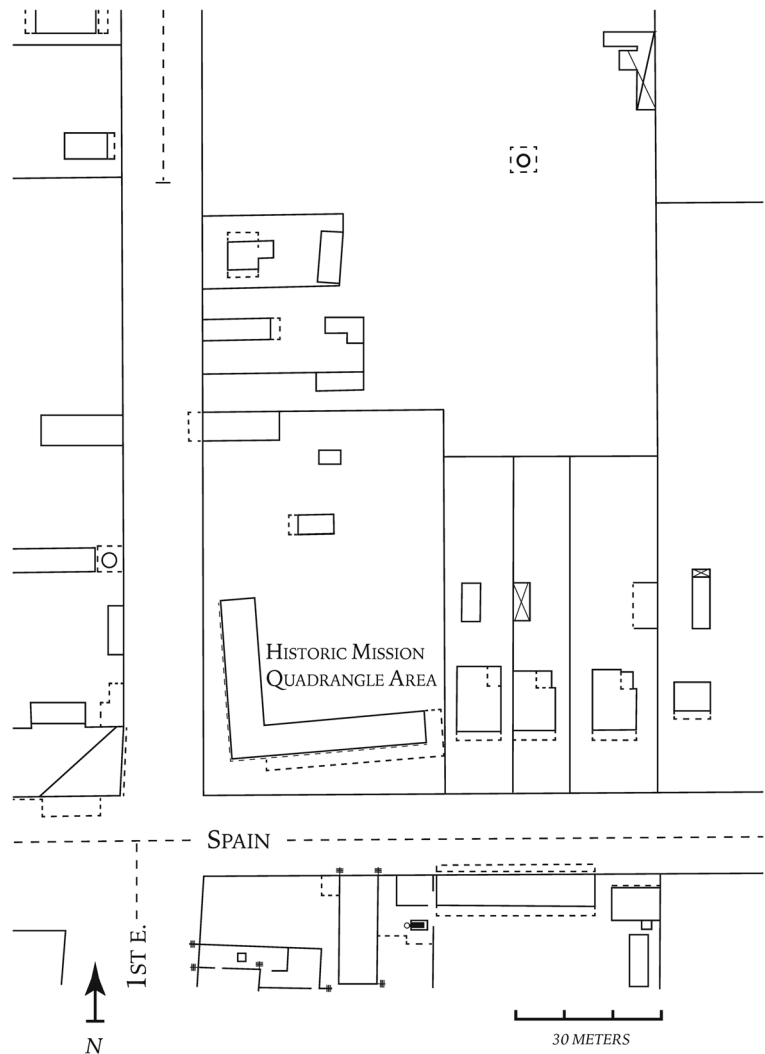 HISTORIC MISSION
QUADRANGLE AREA
SPAIN
1ST E.
N
30 METERS